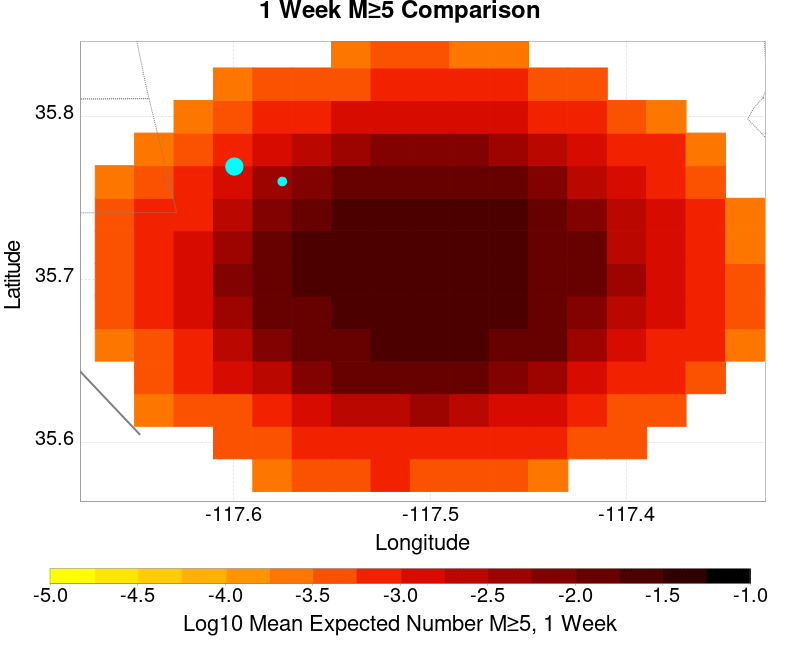 1 Week M≥5 Comparison
35.8
35.7
35.6
Latitude
-117.6 -117.5 -117.4
Longitude
-5.0 -4.5 -4.0 -3.5 -3.0 -2.5 -2.0 -1.5 -1.0
Log10 Mean Expected Number M≥5, 1 Week